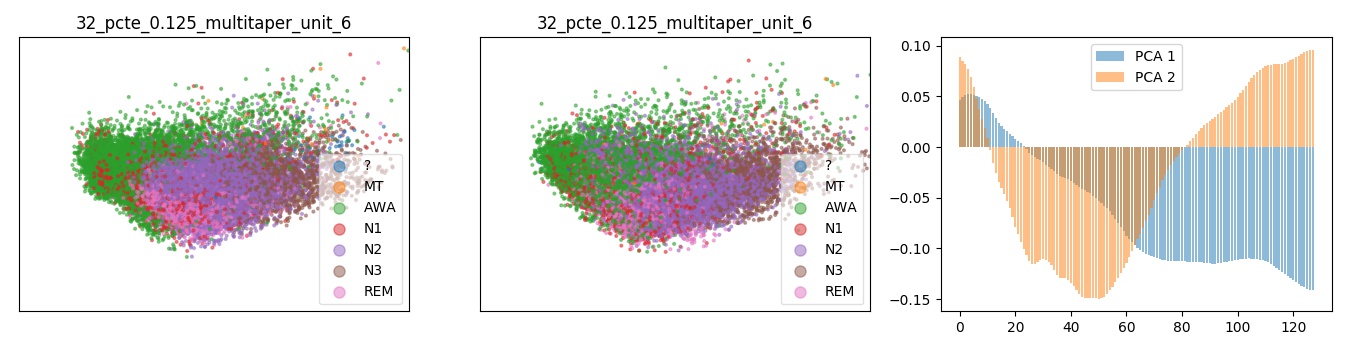 32_pcte_0.125_multitaper_unit_6
?
MT
AWA
N1
N2
N3
REM
32_pcte_0.125_multitaper_unit_6
?
MT
AWA
N1
N2
N3
REM
PCA 1
PCA 2
0.10
0.05
0.00
−0.05
−0.10
−0.15
0 20 40 60 80 100 120